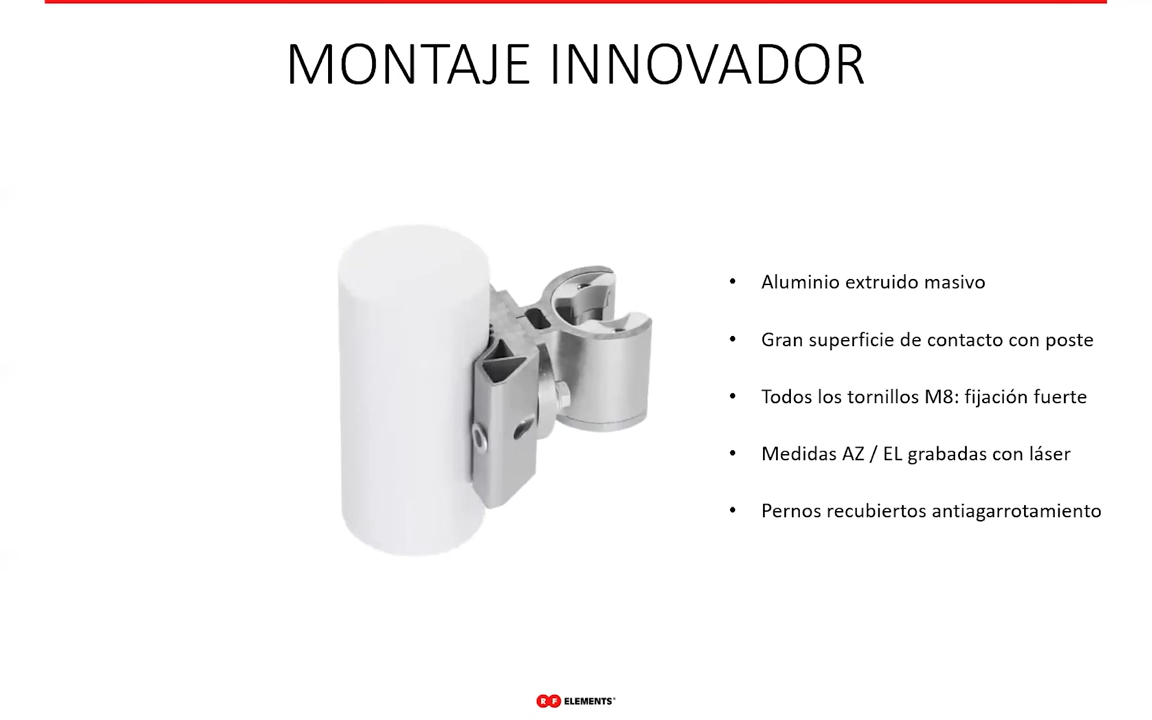 MONTAJE INNOVADOR
• Aluminio extruido masivo
• Gran superficie de contacto con poste
• Todos los tornillos M8: fijación fuerte
• Medidas AZ / EL grabadas con láser
• Pernos recubiertos antiagarrotamiento
RF ELEMENTS